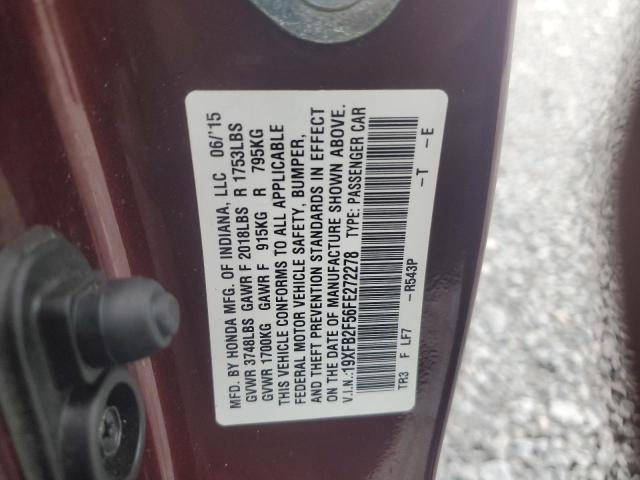 MFD. BY HONDA MFG. OF INDIANA, LLC 06/'15
GVWR 3748LBS GAWR F 2018LBS R 1753LBS
GVWR 1700KG GAWR F 915KG R 795KG
THIS VEHICLE CONFORMS TO ALL APPLICABLE
FEDERAL MOTOR VEHICLE SAFETY, BUMPER,
AND THEFT PREVENTION STANDARDS IN EFFECT
ON THE DATE OF MANUFACTURE SHOWN ABOVE.
V.I.N.:19XFB2F56FE272278 TYPE: PASSENGER CAR
TR3 F LF7 -R543P -T -E